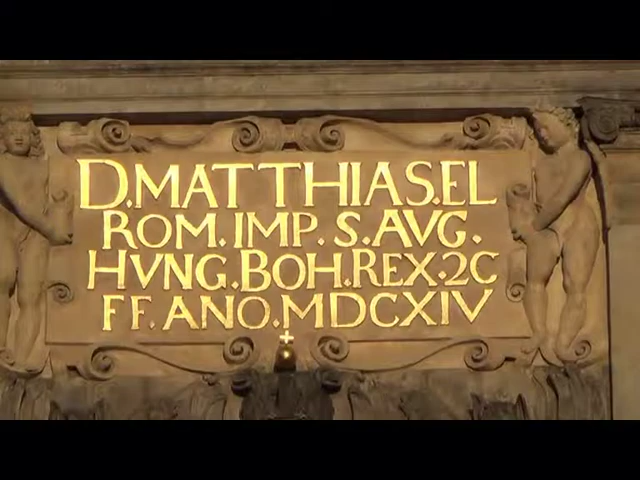 D.MATTHIAS.EL
ROM.IMP.S.AVG.
HVNG.BOH.REX.2C
FF.ANO.MDCXIV